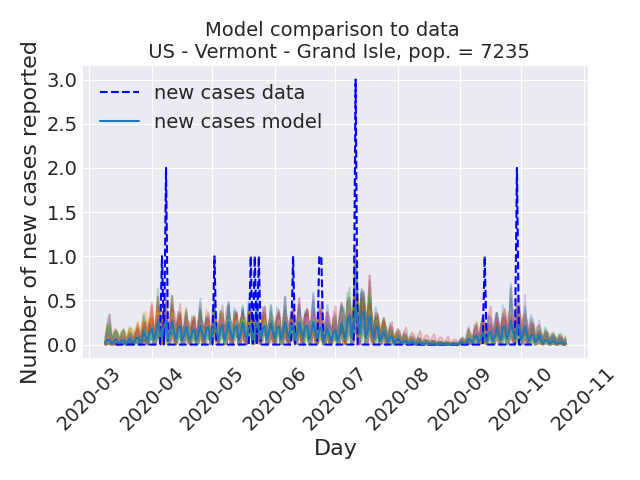 Model comparison to data
US - Vermont - Grand Isle, pop. = 7235
Number of new cases reported
3.0
2.5
2.0
1.5
1.0
0.5
0.0
new cases data
new cases model
2020-03
2020-04
2020-05
2020-06
2020-07
2020-08
2020-09
2020-10
2020-11
Day